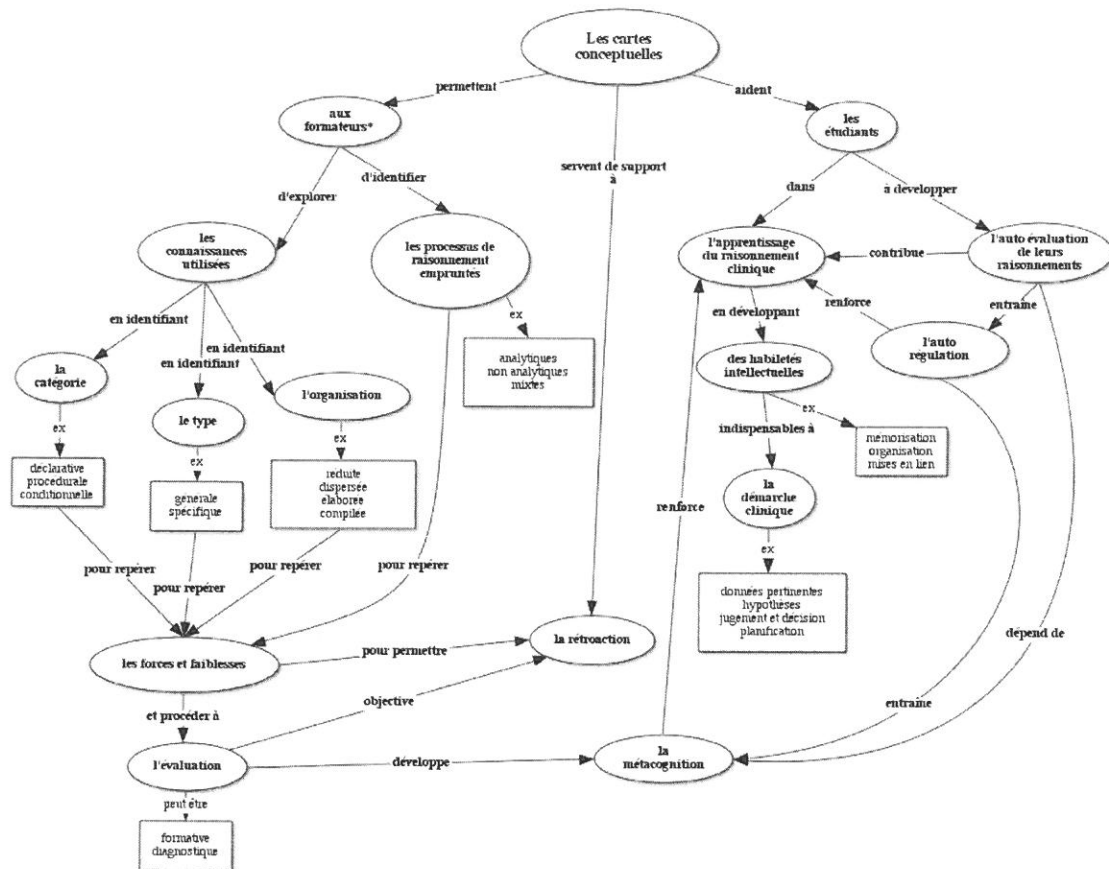 Les cartes
conceptuelles
permettent
aident
aux
formateurs*
les
étudiants
servent de support
à
d'explorer
d'identifier
dans
à développer
les
connaissances
utilisées
les processus de
raisonnement
empruntés
l'apprentissage
du raisonnement
clinique
contribue
l'auto évaluation
de leurs
raisonnements
en identifiant
en identifiant
en identifiant
ex
renforce
entraîne
en développant
la
catégorie
le type
l'organisation
analytiques
non analytiques
mixtes
des habiletés
intellectuelles
l'auto
régulation
ex
ex
ex
ex
indispensables à
mémorisation
organisation
mises en lien
déclarative
procédurale
conditionnelle
générale
spécifique
réduite
dispersée
élaborée
compilée
la
démarche
clinique
renforce
ex
pour repérer
pour repérer
pour repérer
pour repérer
données pertinentes
hypothèses
jugement et décision
planification
les forces et faiblesses
pour permettre
la rétroaction
dépend de
et procéder à
objective
entraîne
l'évaluation
développe
la
métacognition
peut être
formative
diagnostique